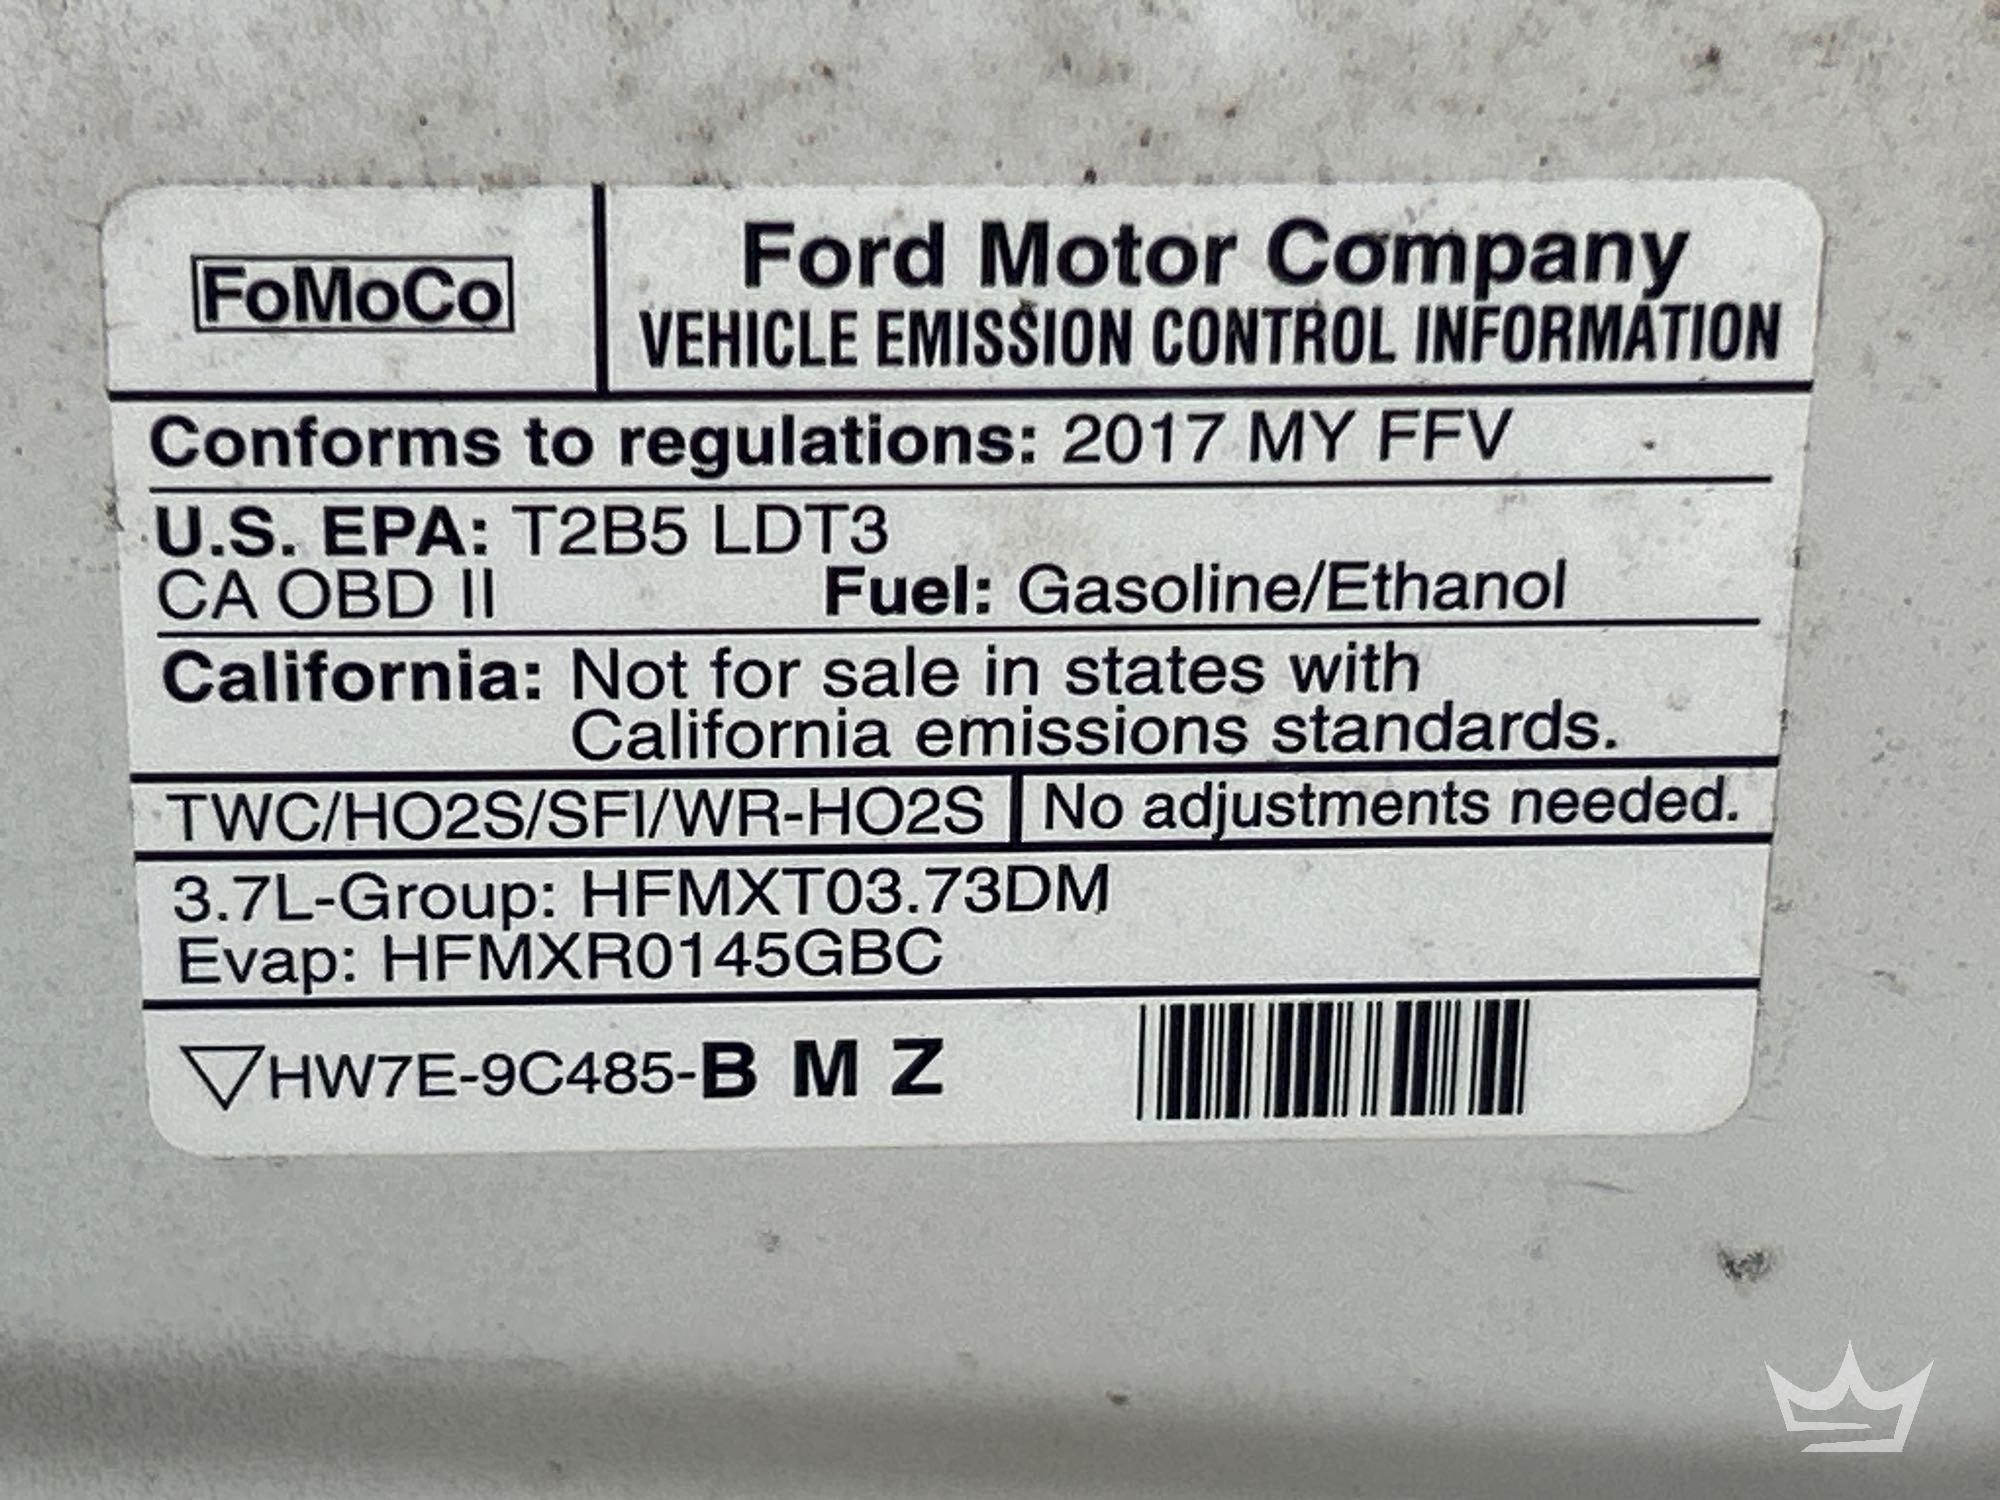 FoMoCo
Ford Motor Company
VEHICLE EMISSION CONTROL INFORMATION
Conforms to regulations: 2017 MY FFV
U.S. EPA: T2B5 LDT3
CA OBD II Fuel: Gasoline/Ethanol
California: Not for sale in states with
California emissions standards.
TWC/HO2S/SFI/WR-HO2S No adjustments needed.
3.7L-Group: HFMXT03.73DM
Evap: HFMXR0145GBC
HW7E-9C485-B M Z